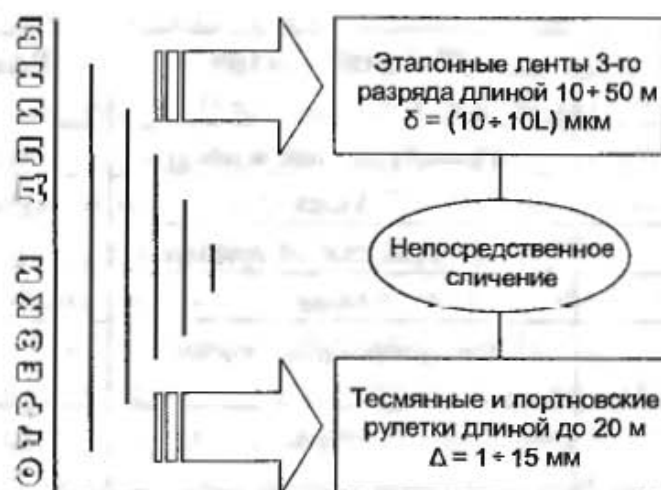 ОТРЕЗКИ ДЛИНЫ
Эталонные ленты 3-го
разряда длиной 10÷50 м
δ = (10 ÷ 10L) мкм
Непосредственное
сличение
Тесмянные и портновские
рулетки длиной до 20 м
Δ = 1 ÷ 15 мм